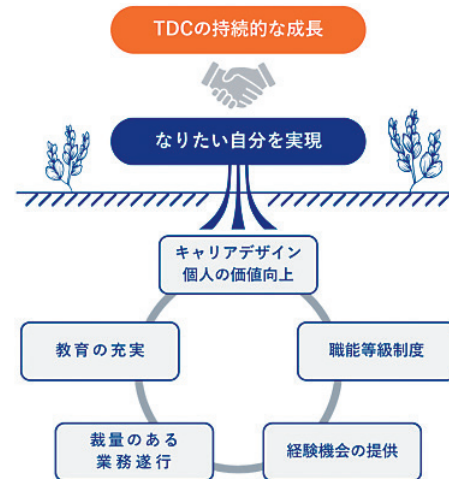 TDCの持続的な成長
なりたい自分を実現
キャリアデザイン
個人の価値向上
教育の充実
職能等級制度
裁量のある
業務遂行
経験機会の提供